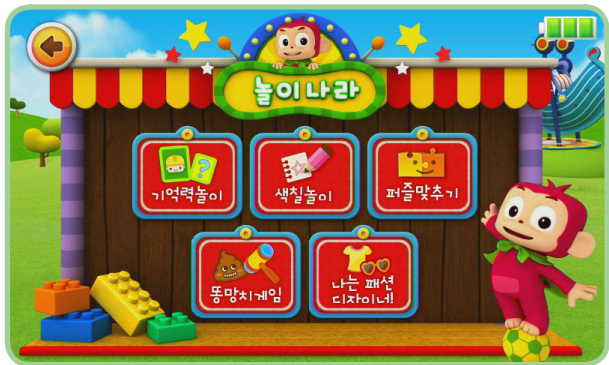 놀이나라
기억력놀이
색칠놀이
퍼즐맞추기
똥망치게임
나는 패션
디자이너!